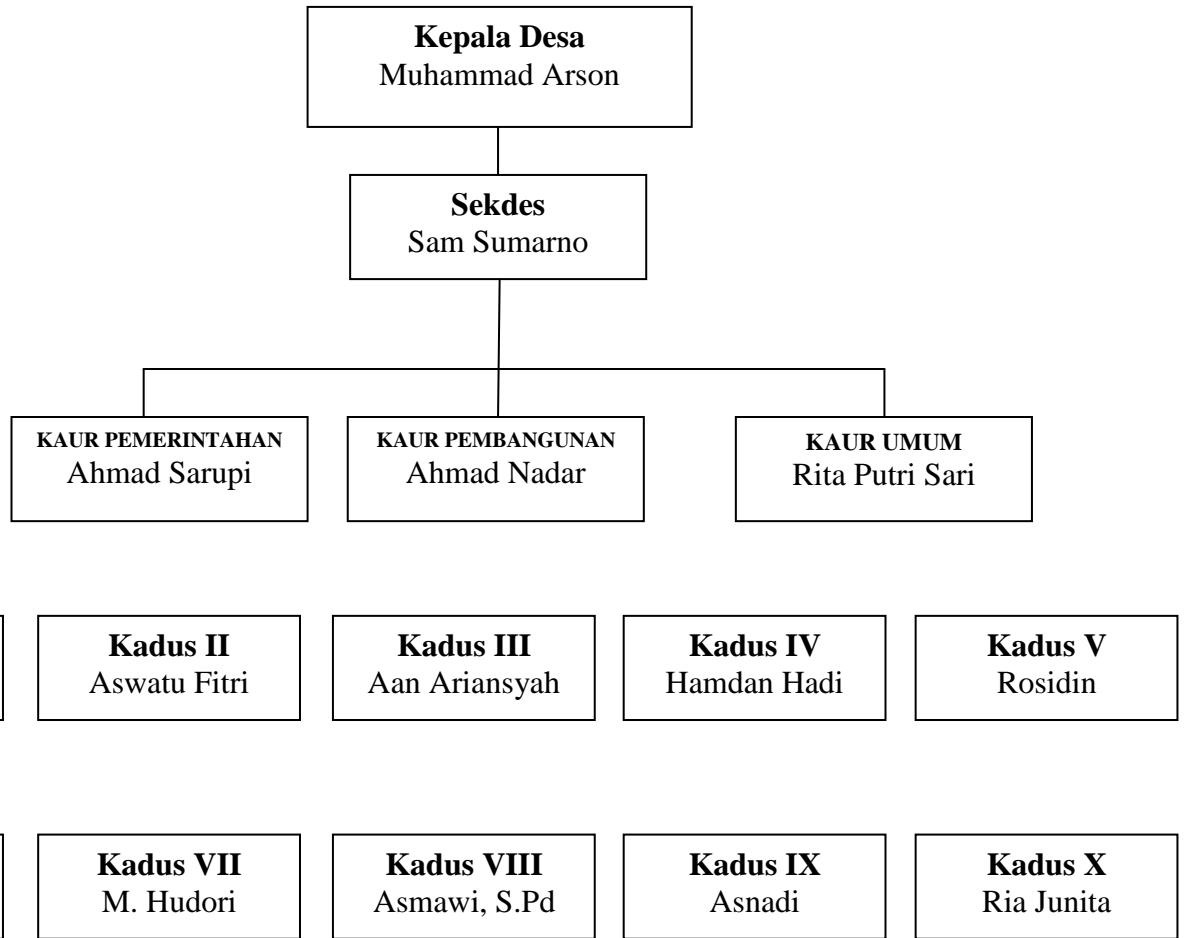 Kepala Desa
Muhammad Arson
Sekdes
Sam Sumarno
KAUR PEMERINTAHAN
Ahmad Sarupi
KAUR PEMBANGUNAN
Ahmad Nadar
KAUR UMUM
Rita Putri Sari
Kadus II
Aswatu Fitri
Kadus III
Aan Ariansyah
Kadus IV
Hamdan Hadi
Kadus V
Rosidin
Kadus VII
M. Hudori
Kadus VIII
Asmawi, S.Pd
Kadus IX
Asnadi
Kadus X
Ria Junita